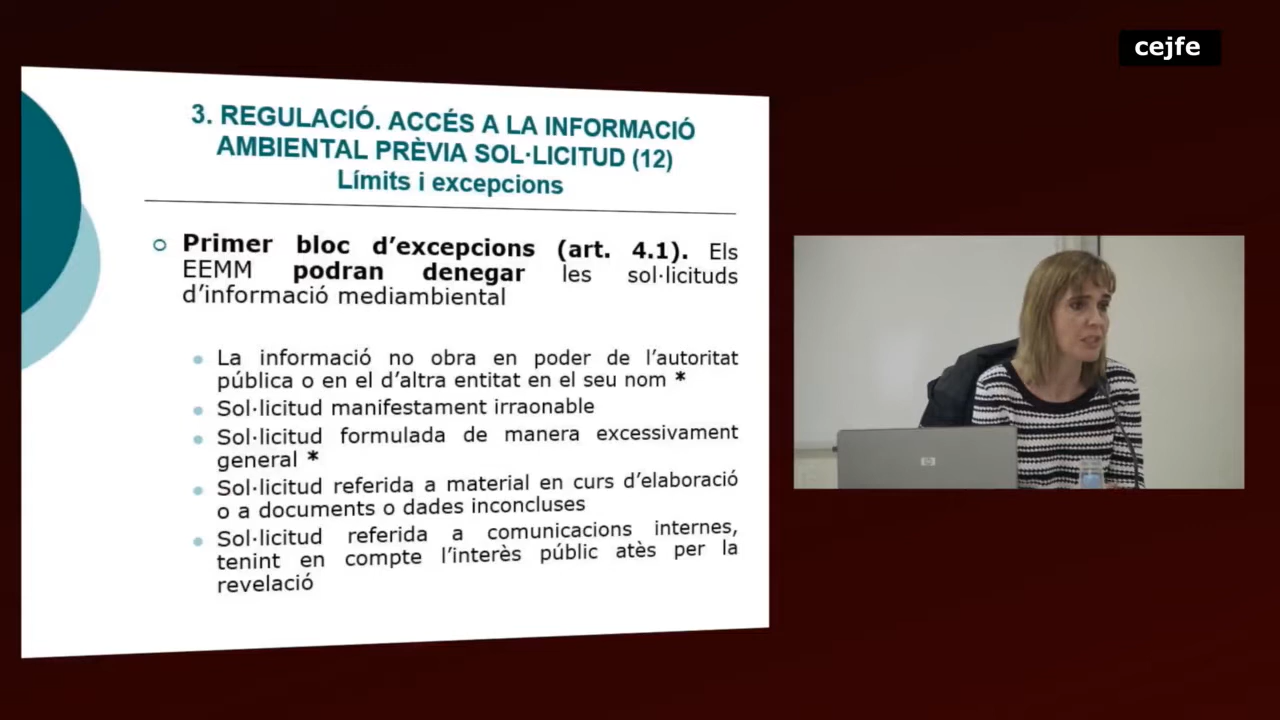 cejfe
3. REGULACIÓ. ACCÉS A LA INFORMACIÓ
AMBIENTAL PRÈVIA SOL·LICITUD (12)
Límits i excepcions
Primer bloc d'excepcions (art. 4.1). Els
EEMM podran denegar les sol·licituds
d'informació mediambiental
La informació no obra en poder de l'autoritat
pública o en el d'altra entitat en el seu nom *
Sol·licitud manifestament irraonable
Sol·licitud formulada de manera excessivament
general *
Sol·licitud referida a material en curs d'elaboració
o a documents o dades inconcluses
Sol·licitud referida a comunicacions internes,
tenint en compte l'interès públic atès per la
revelació
hp